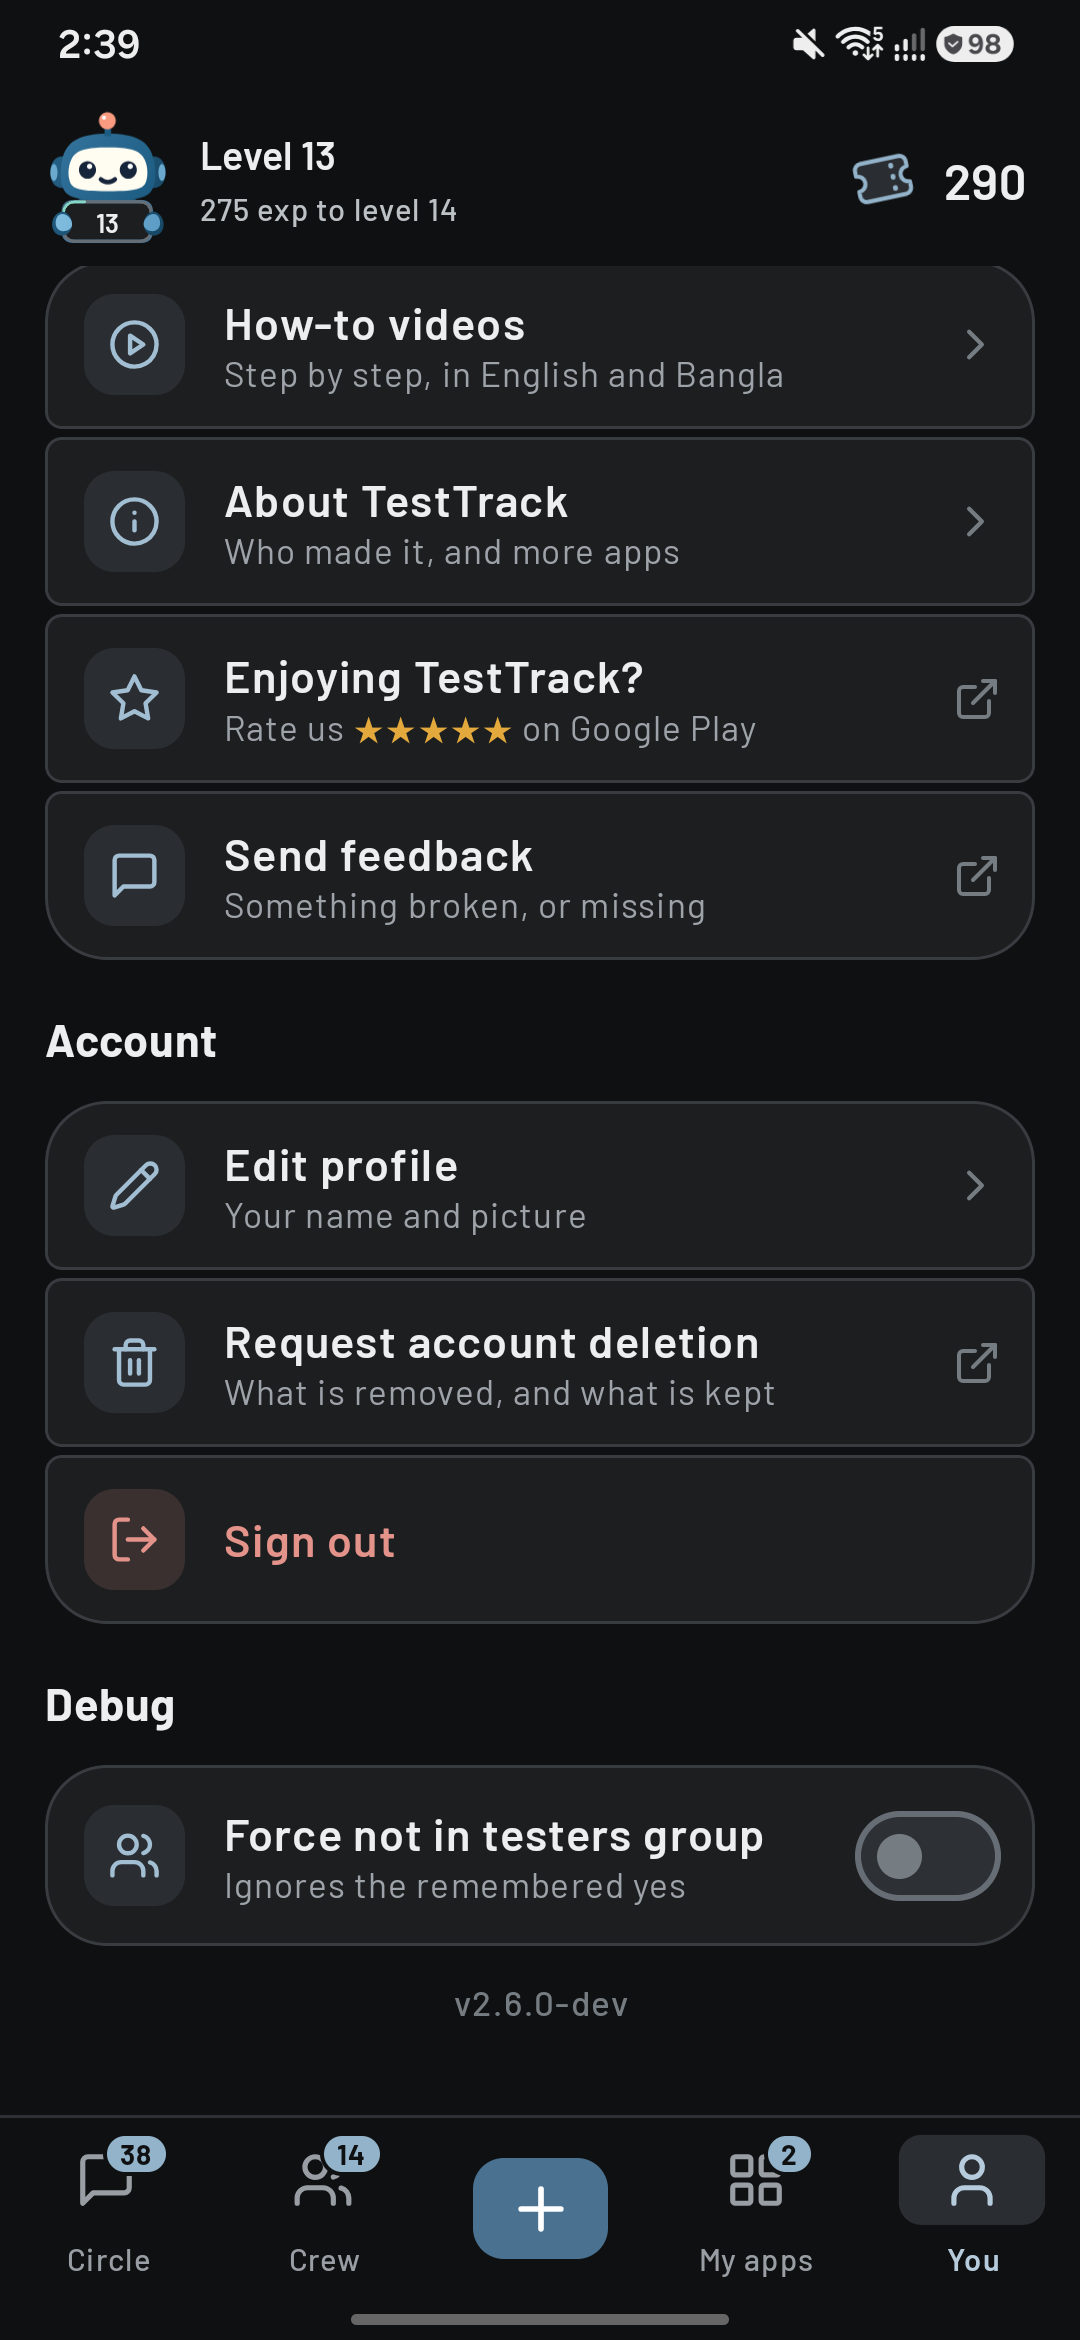 2:39
5
98
Level 13
275 exp to level 14
13
290
How-to videos
Step by step, in English and Bangla
About TestTrack
Who made it, and more apps
Enjoying TestTrack?
Rate us ★★★★★ on Google Play
Send feedback
Something broken, or missing
Account
Edit profile
Your name and picture
Request account deletion
What is removed, and what is kept
Sign out
Debug
Force not in testers group
Ignores the remembered yes
v2.6.0-dev
38
14
2
Circle
Crew
My apps
You